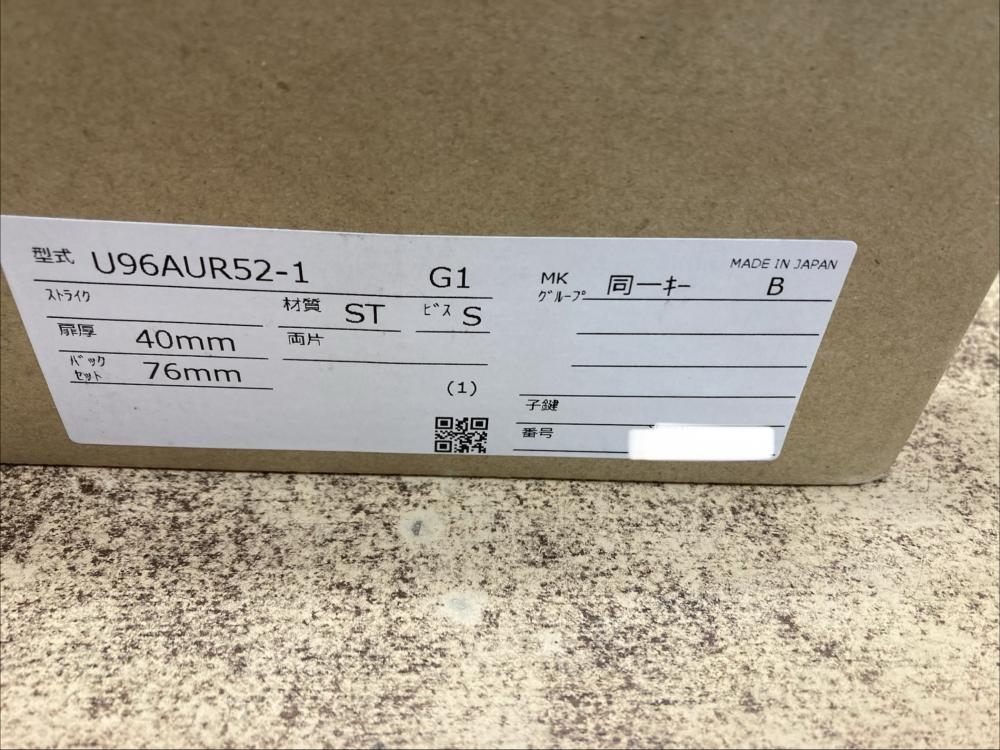 型式 U96AUR52-1 G1
ストライク
材質 ST ビス S
扉厚 40mm 両片
バックセット 76mm
(1)
MADE IN JAPAN
MKグループ 同一キー B
子鍵
番号